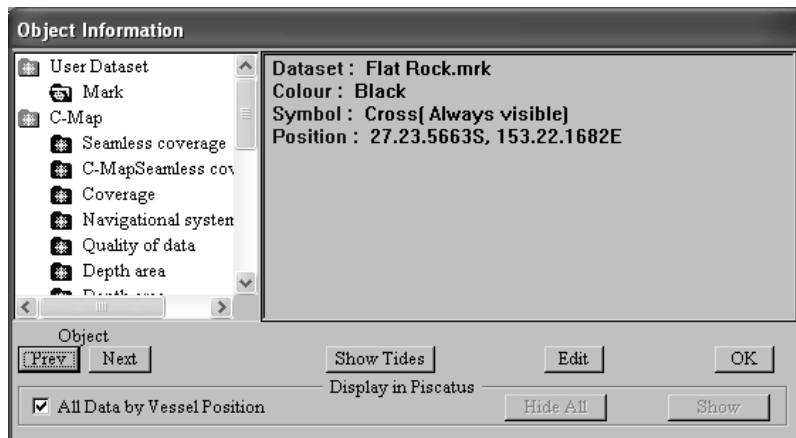 Object Information
User Dataset
Mark
C-Map
Seamless coverage
C-MapSeamless cov
Coverage
Navigational system
Quality of data
Depth area
Dataset : Flat Rock.mrk
Colour : Black
Symbol : Cross( Always visible)
Position : 27.23.5663S, 153.22.1682E
Object
Prev Next Show Tides Edit OK
Display in Piscatus
All Data by Vessel Position Hide All Show